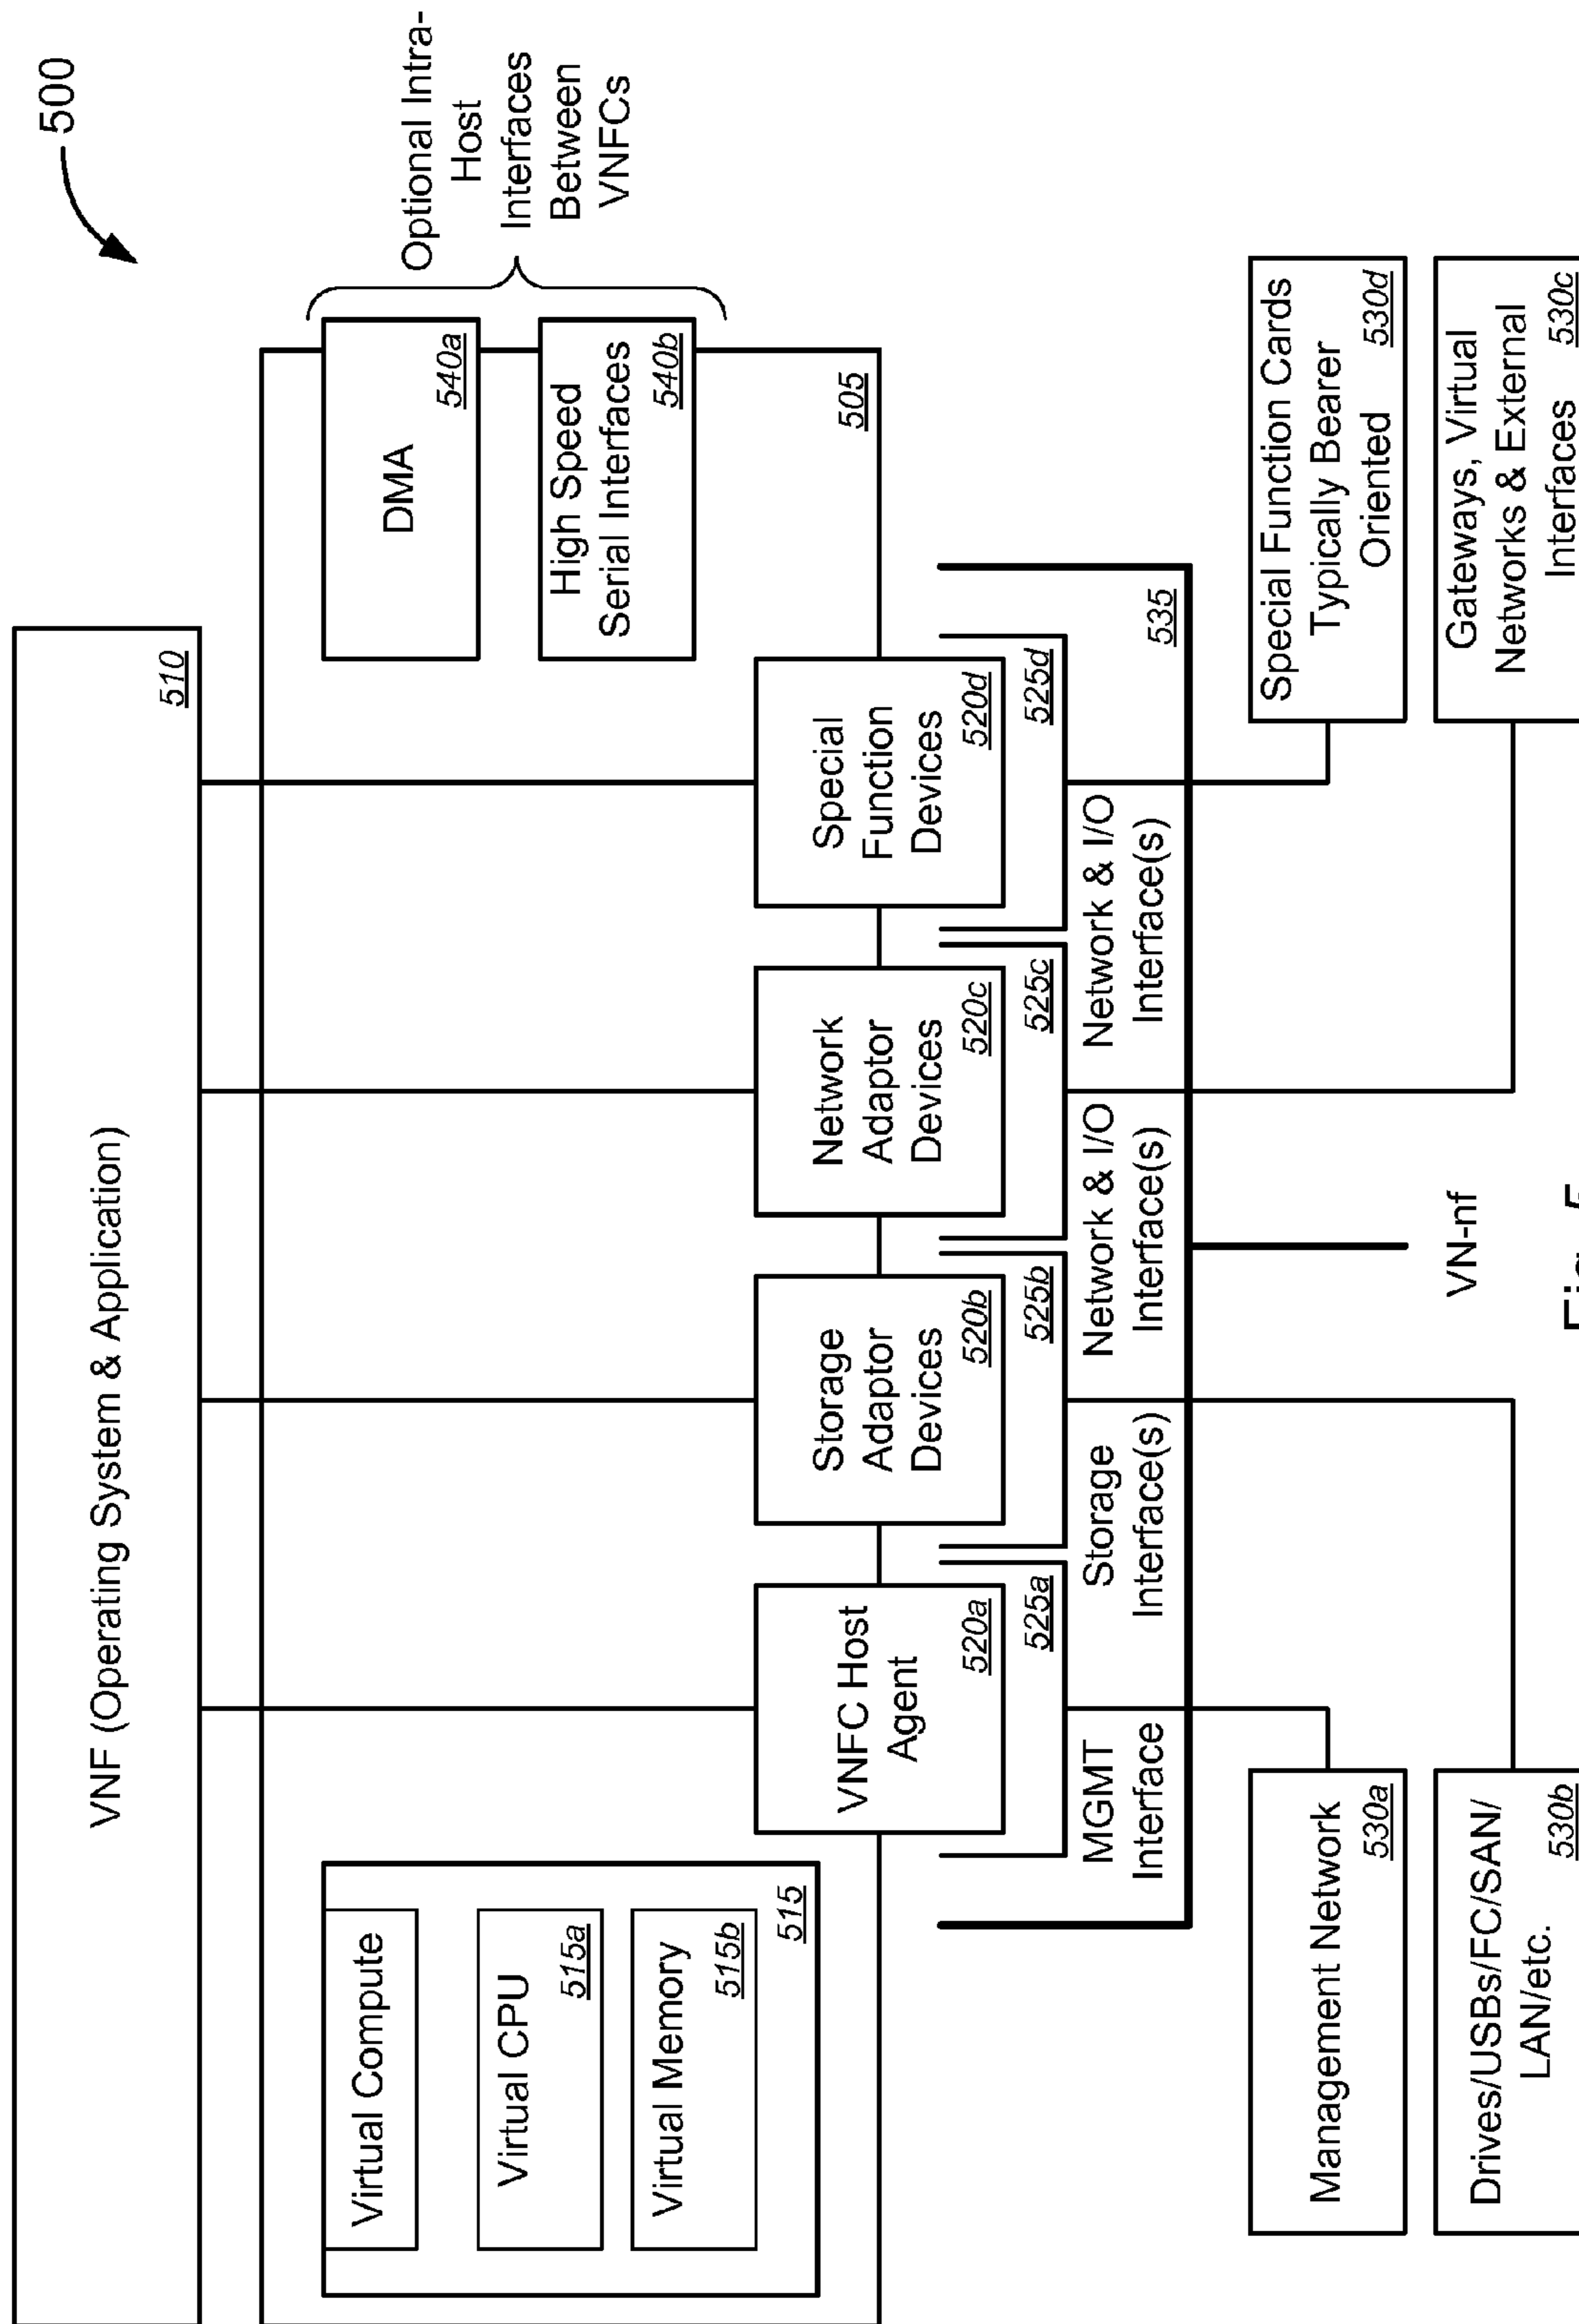 500
VNF (Operating System & Application)
510
Virtual Compute
Virtual CPU
515a
Virtual Memory
515b
515
DMA
540a
High Speed
Serial Interfaces
540b
Optional Intra-
Host
Interfaces
Between
VNFCs
505
VNFC Host
Agent
520a
Storage
Adaptor
Devices
520b
Network
Adaptor
Devices
520c
Special
Function
Devices
520d
525a
525b
525c
525d
MGMT
Interface
Storage
Interface(s)
Network & I/O
Interface(s)
Network & I/O
Interface(s)
535
Management Network
530a
Drives/USBs/FC/SAN/
LAN/etc.
530b
VN-nf
Special Function Cards
Typically Bearer
Oriented
530d
Gateways, Virtual
Networks & External
Interfaces
530c